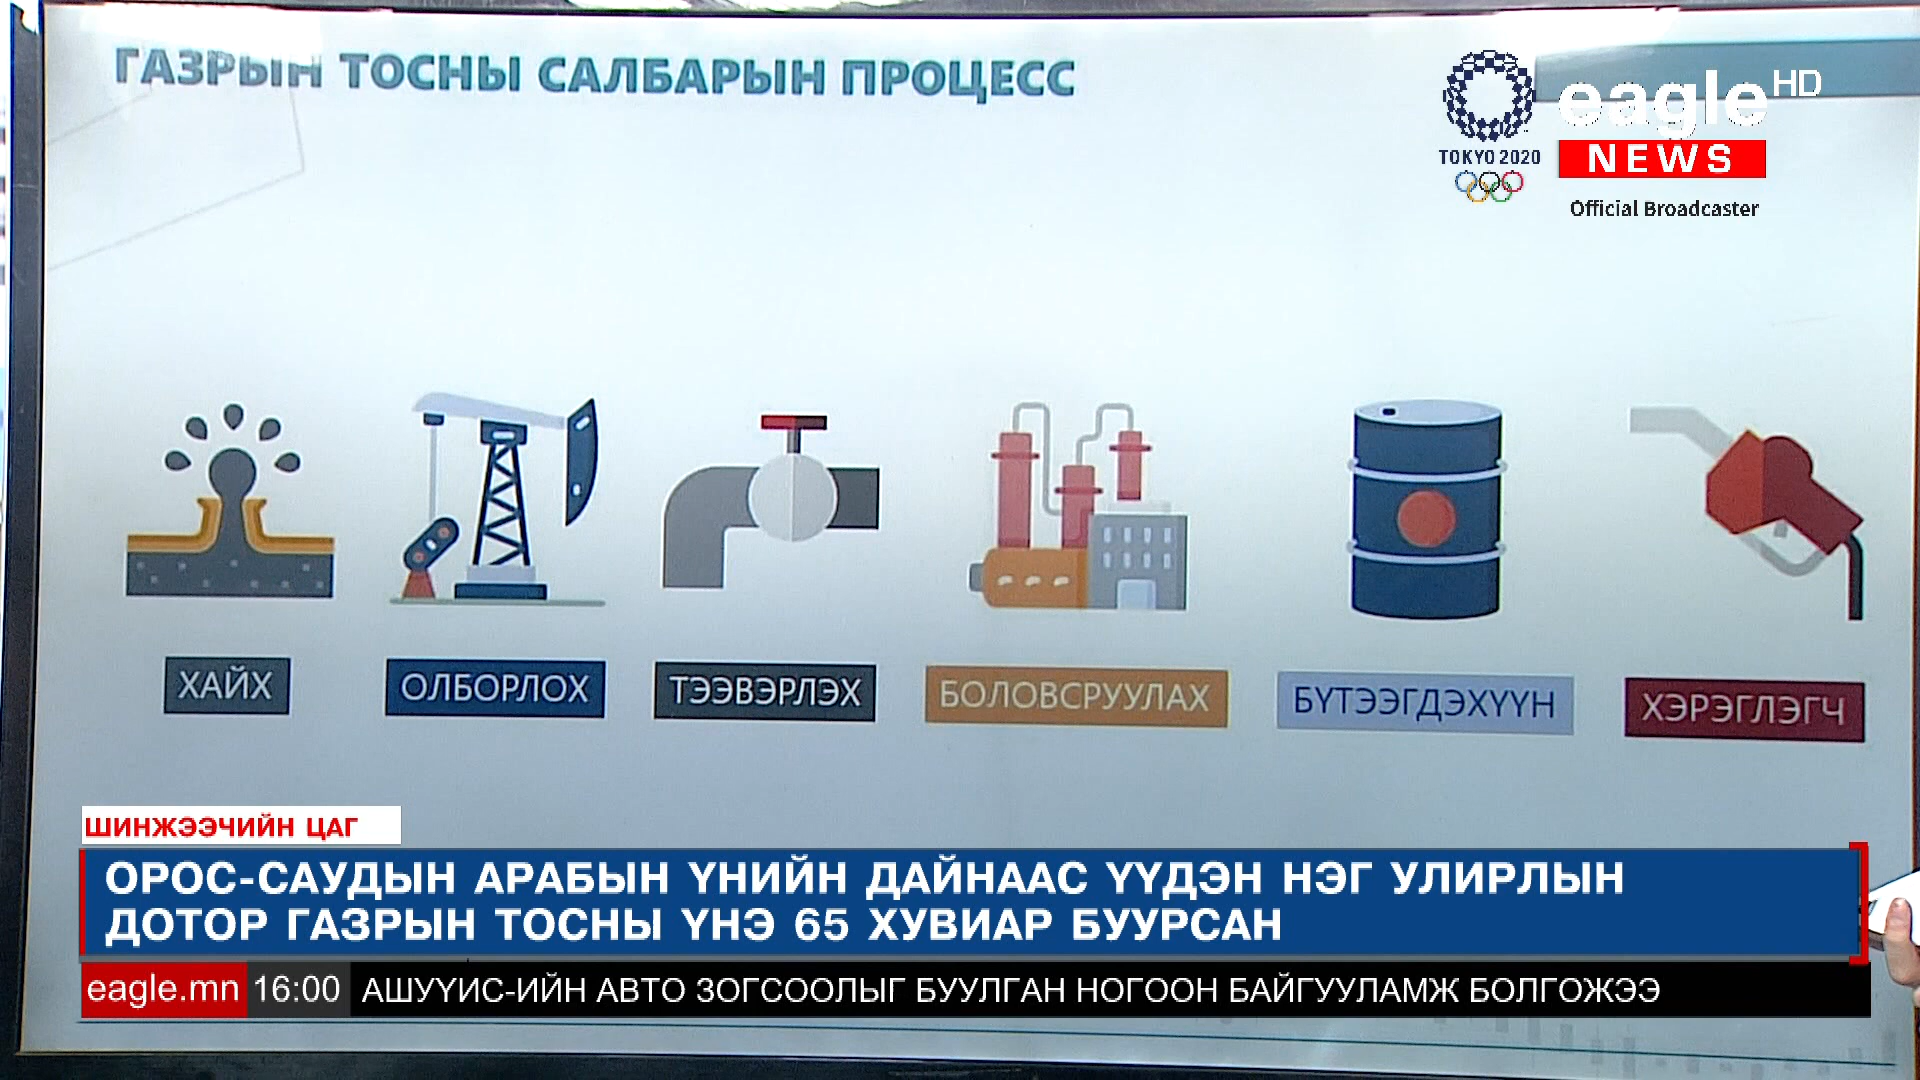 ГАЗРЫН ТОСНЫ САЛБАРЫН ПРОЦЕСС
eagle HD
NEWS
TOKYO 2020
Official Broadcaster
ХАЙХ
ОЛБОРЛОХ
ТЭЭВЭРЛЭХ
БОЛОВСРУУЛАХ
БҮТЭЭГДЭХҮҮН
ХЭРЭГЛЭГЧ
ШИНЖЭЭЧИЙН ЦАГ
ОРОС-САУДЫН АРАБЫН ҮНИЙН ДАЙНААС ҮҮДЭН НЭГ УЛИРЛЫН
ДОТОР ГАЗРЫН ТОСНЫ ҮНЭ 65 ХУВИАР БУУРСАН
eagle.mn 16:00 АШУҮИС-ИЙН АВТО ЗОГСООЛЫГ БУУЛГАН НОГООН БАЙГУУЛАМЖ БОЛГОЖЭЭ